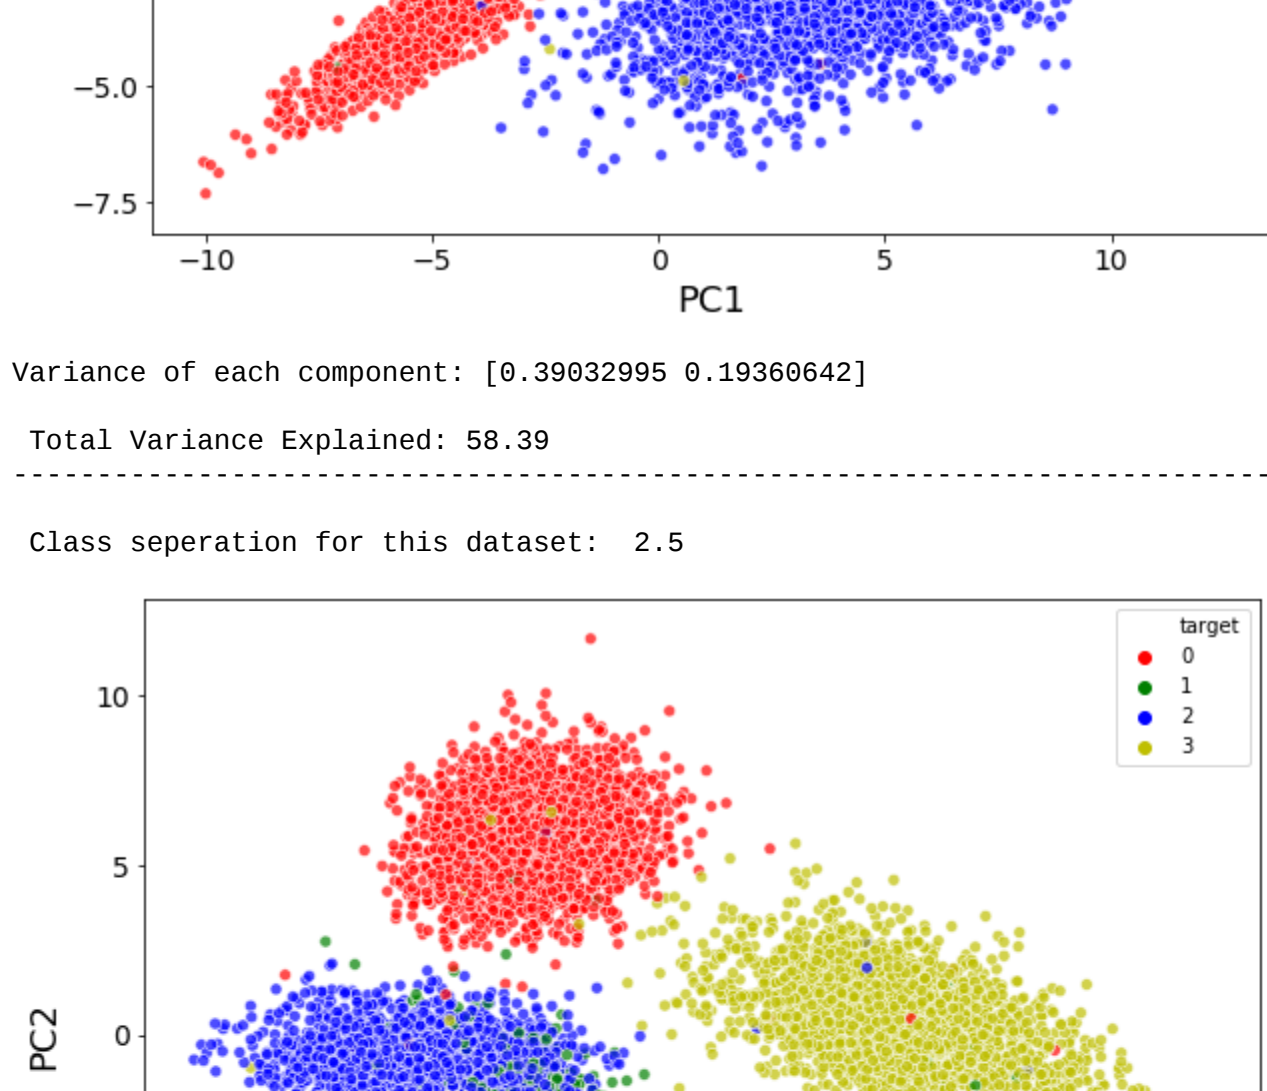 −5.0
−7.5
−10 −5 0 5 10
PC1
Variance of each component: [0.39032995 0.19360642]
Total Variance Explained: 58.39
---------------------------------------------------------------------------
Class seperation for this dataset:  2.5
target
0
1
2
3
10
5
0
PC2